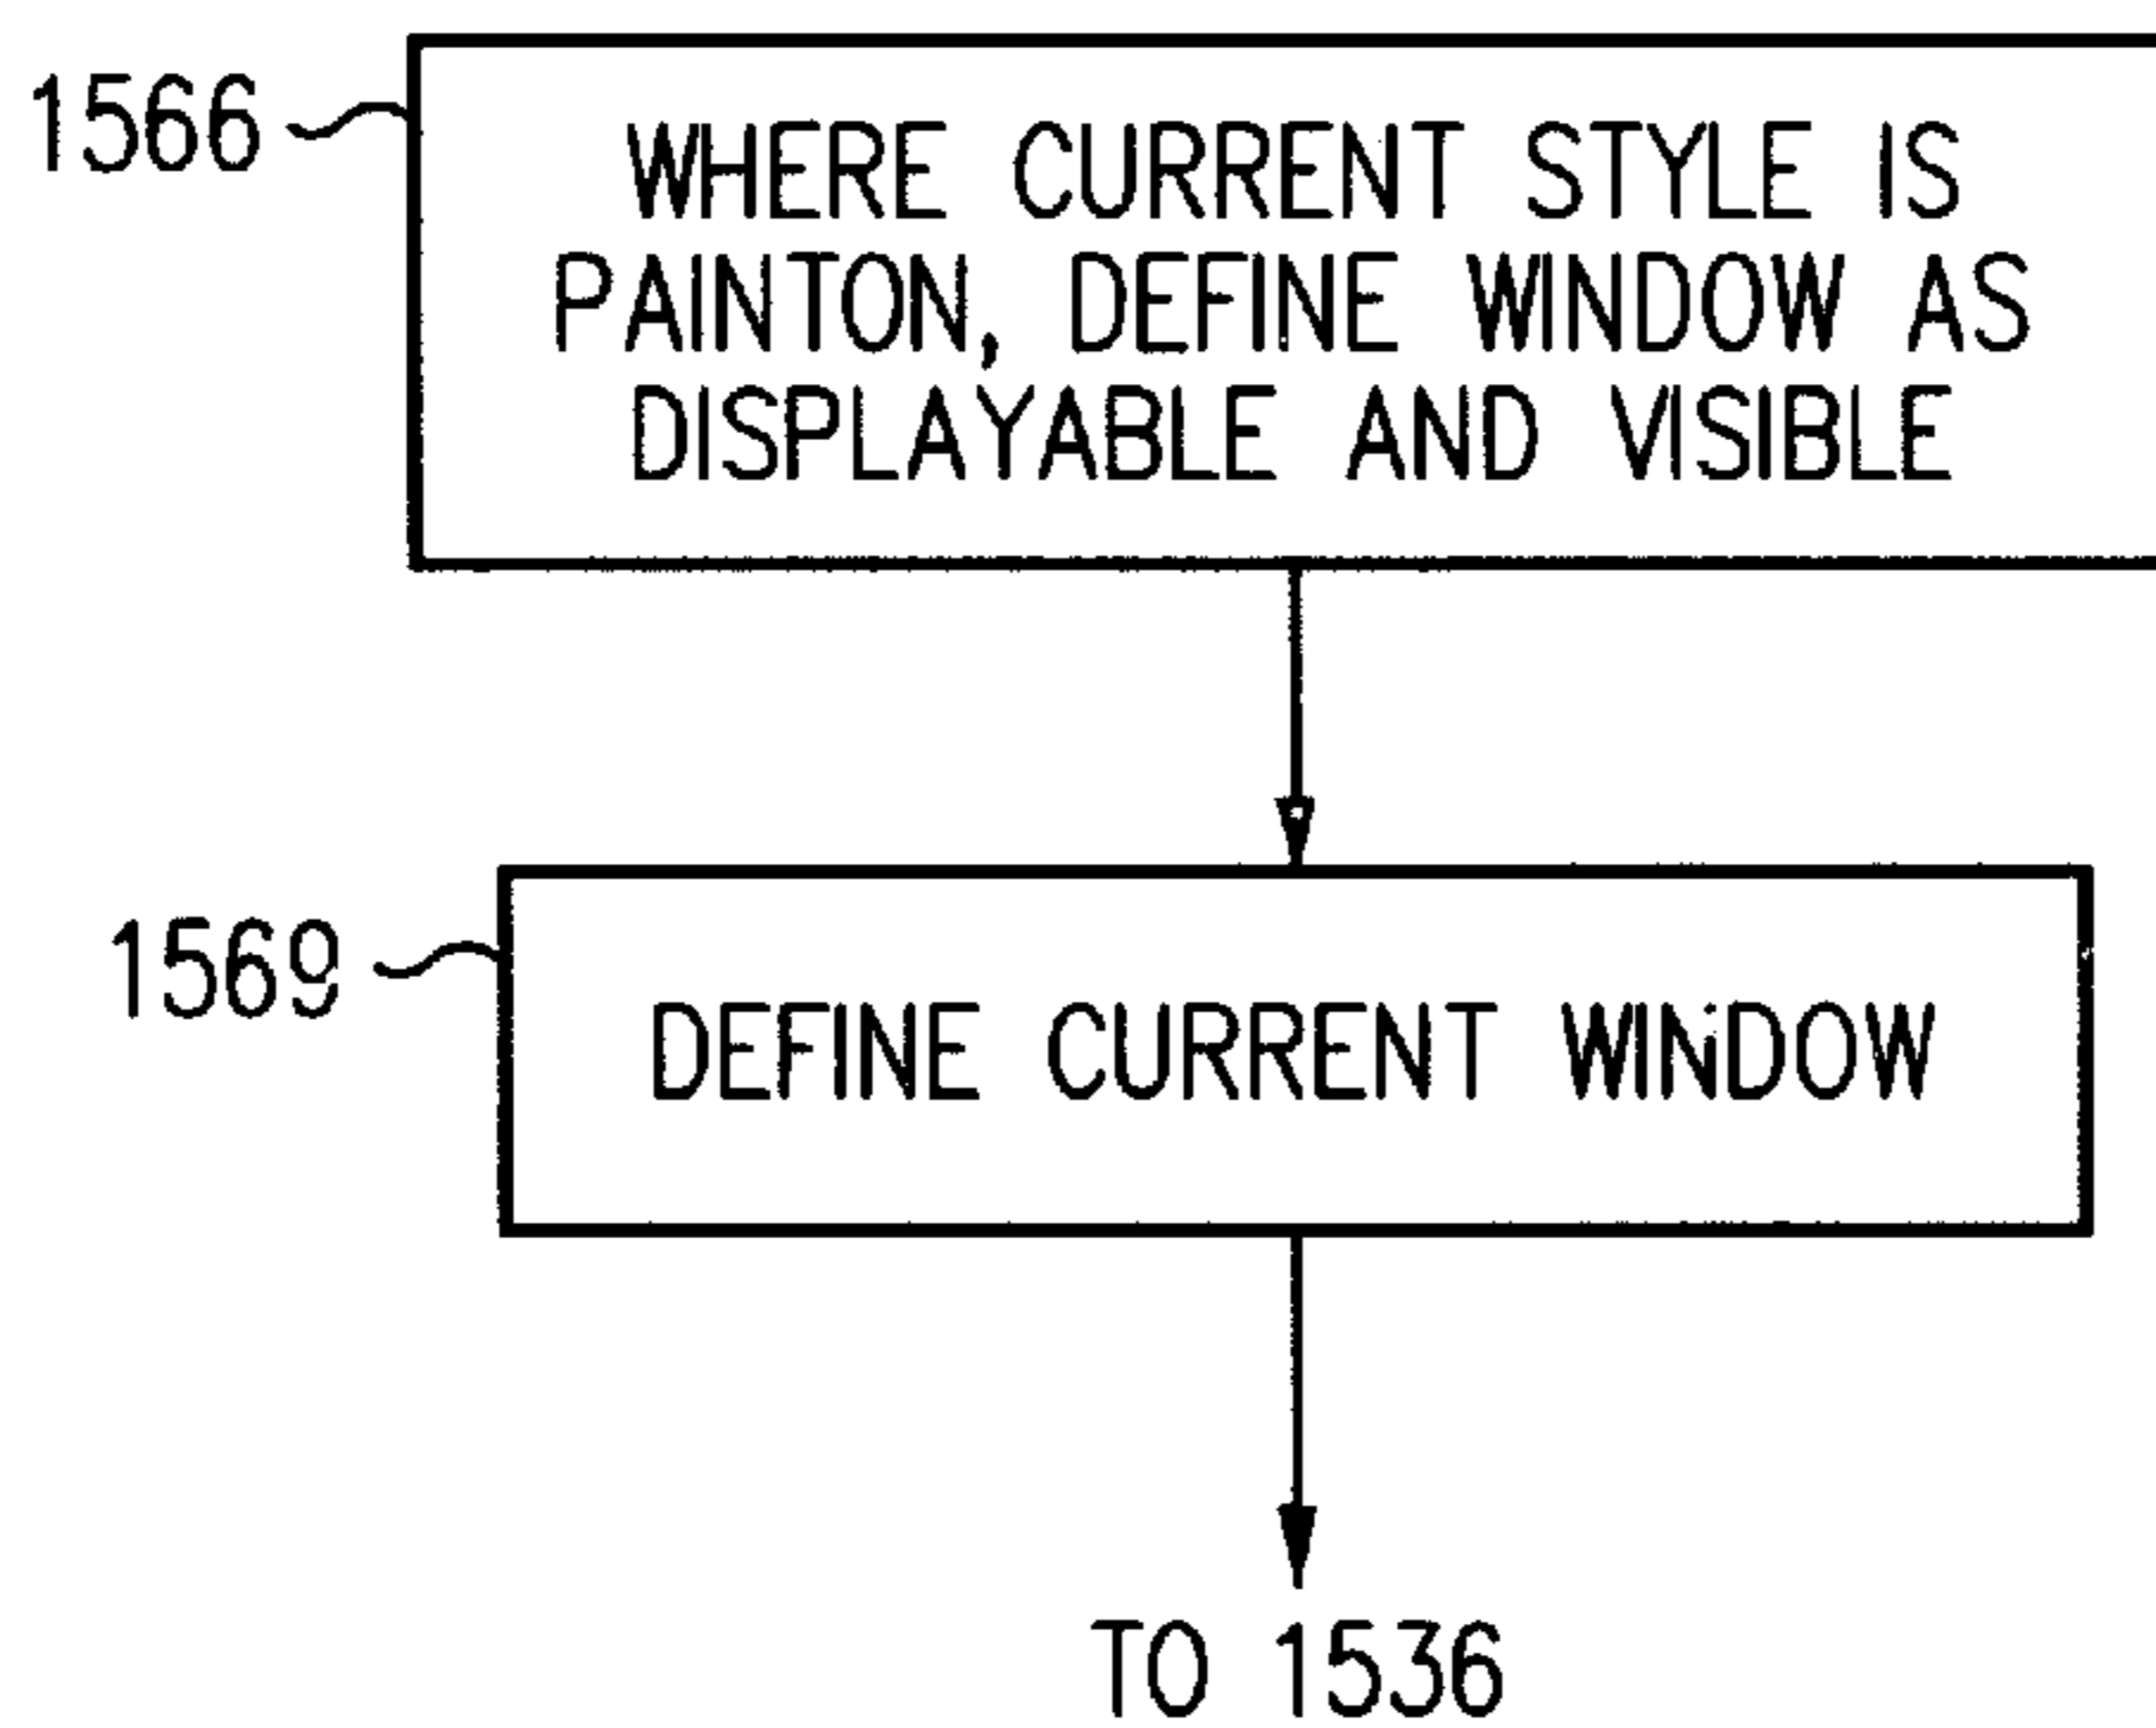 1566
WHERE CURRENT STYLE IS
PAINTON, DEFINE WINDOW AS
DISPLAYABLE AND VISIBLE
1569
DEFINE CURRENT WINDOW
TO 1536